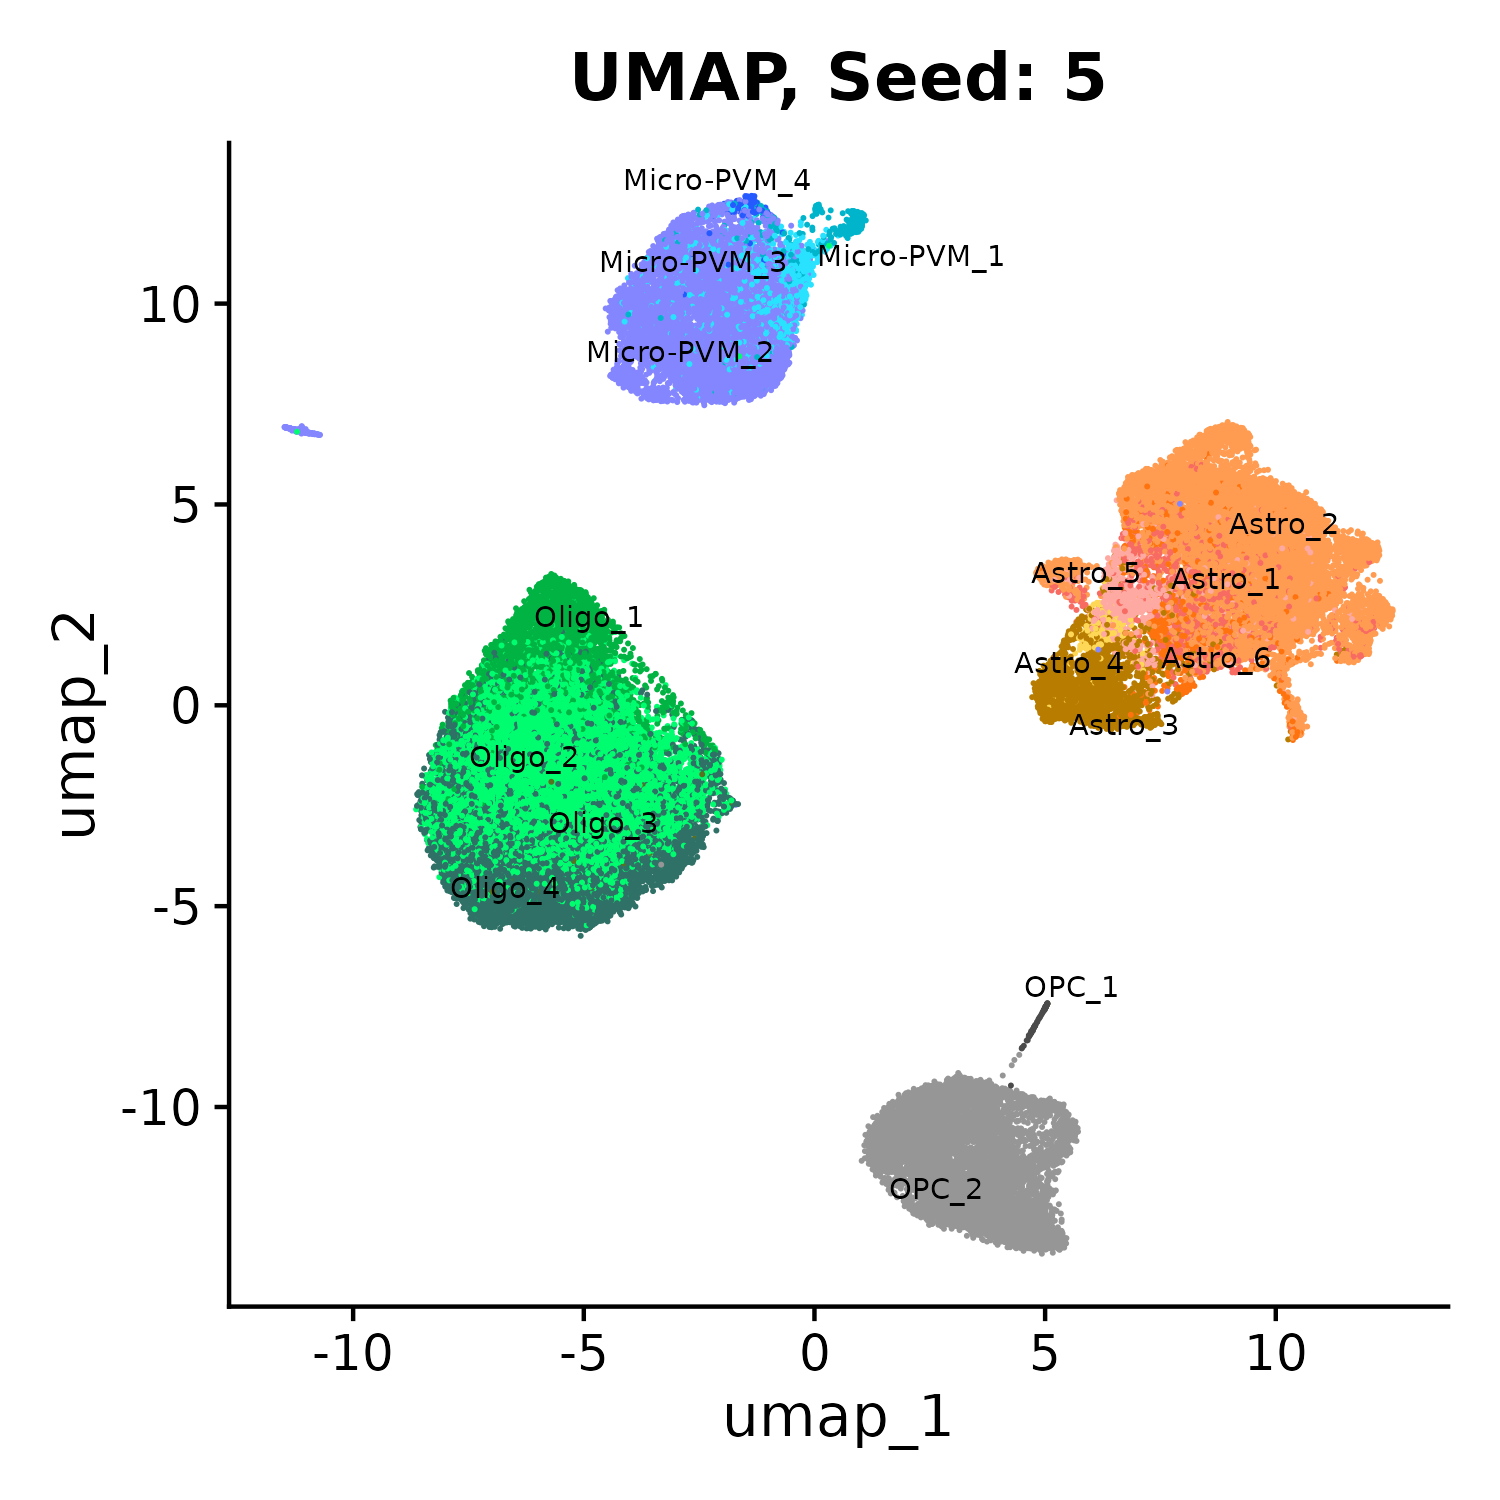 UMAP, Seed: 5
Micro-PVM_4
Micro-PVM_3
Micro-PVM_1
Micro-PVM_2
Astro_2
Astro_5
Astro_1
Astro_4
Astro_6
Astro_3
Oligo_1
Oligo_2
Oligo_3
Oligo_4
OPC_1
OPC_2
10
5
0
-5
-10
umap_2
-10
-5
0
5
10
umap_1